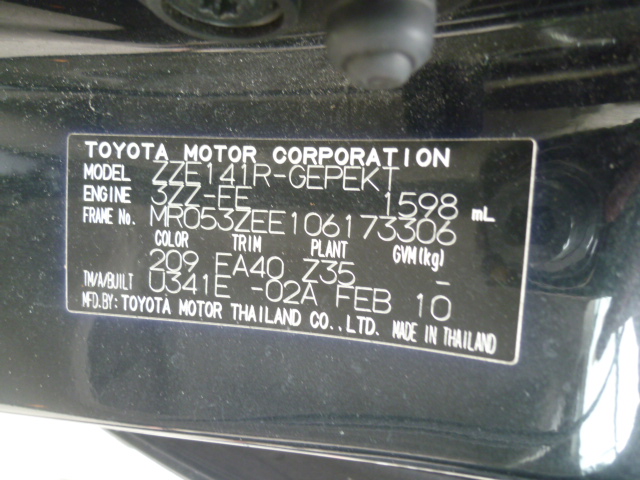 TOYOTA MOTOR CORPORATION
MODEL ZZE141R-GEPEKT
ENGINE 3ZZ-FE 1598 mL
FRAME No. MR053ZEE106173306
COLOR TRIM PLANT GVM(kg)
209 EA40 Z35 -
TM/A/BUILT U341E -02A FEB 10
MFD.BY: TOYOTA MOTOR THAILAND CO.,LTD. MADE IN THAILAND